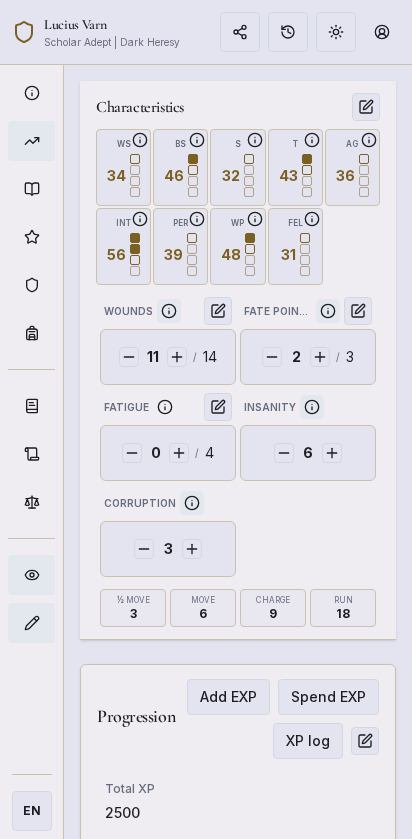 Lucius Varn
Scholar Adept | Dark Heresy
Characteristics
WS BS S T AG
34 46 32 43 36
INT PER WP FEL
56 39 48 31
WOUNDS FATE POIN...
11 / 14 2 / 3
FATIGUE INSANITY
0 / 4 6
CORRUPTION
3
½ MOVE MOVE CHARGE RUN
3 6 9 18
Progression
Add EXP Spend EXP
XP log
Total XP
2500
EN